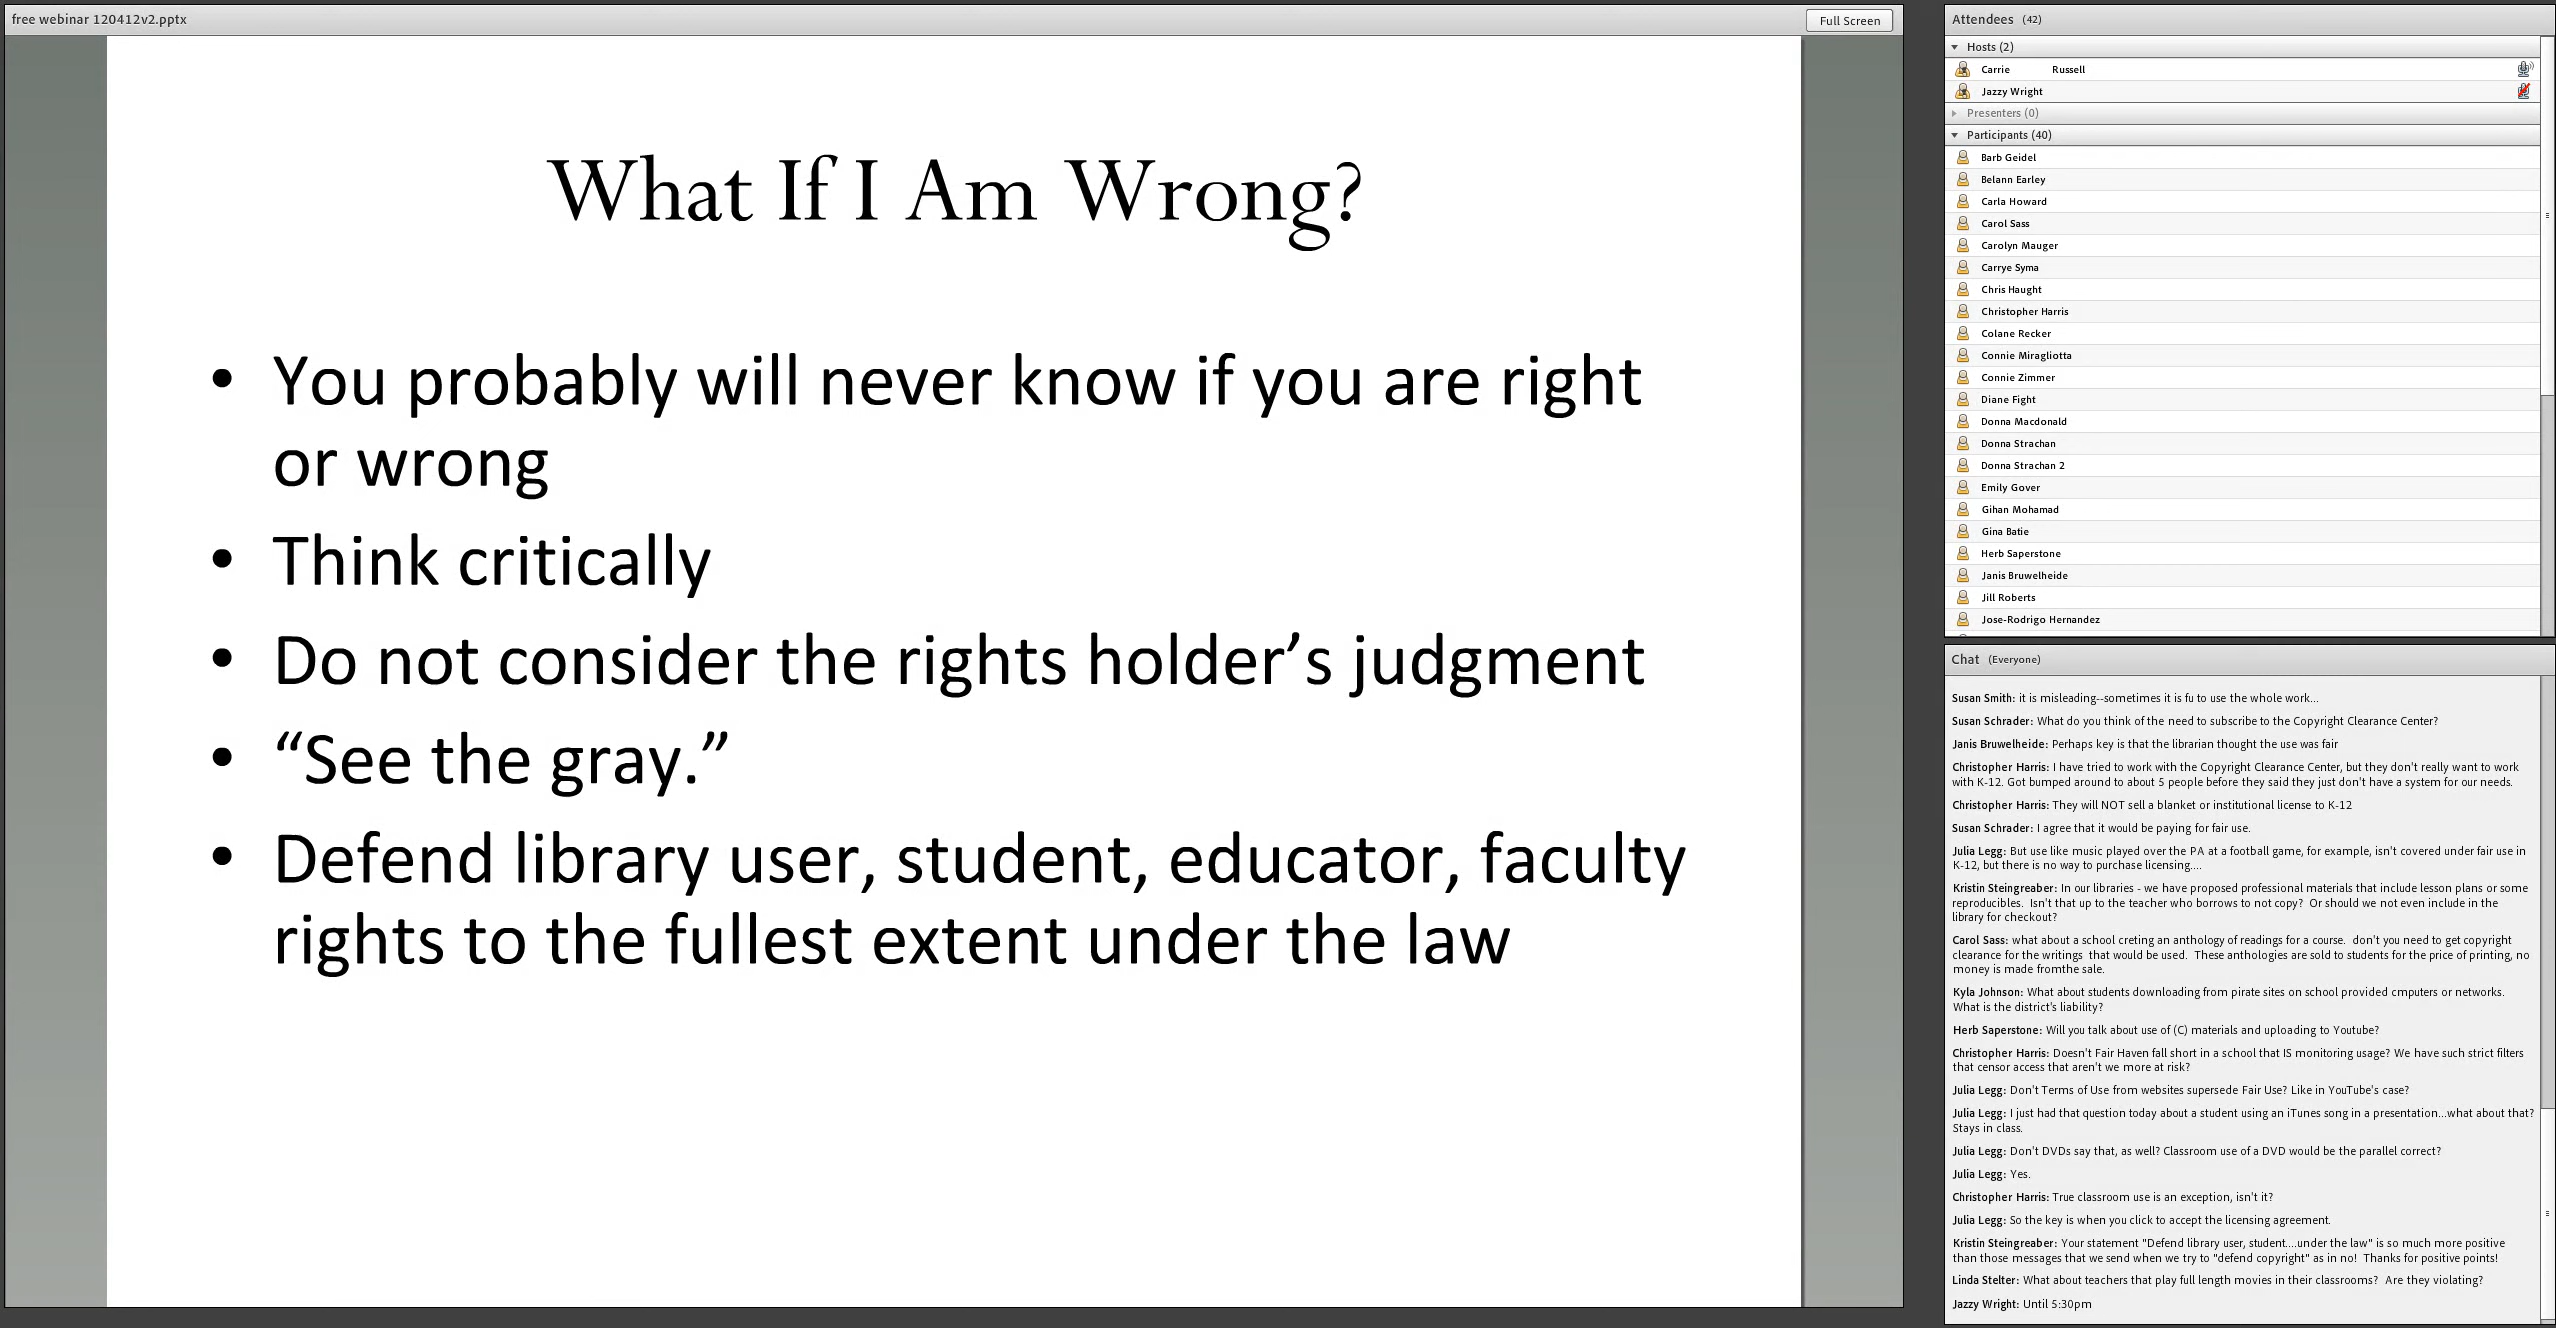 free webinar 120412v2.pptx
Full Screen
What If I Am Wrong?
• You probably will never know if you are right
or wrong
• Think critically
• Do not consider the rights holder’s judgment
• “See the gray.”
• Defend library user, student, educator, faculty
rights to the fullest extent under the law
Attendees (42)
Hosts (2)
Carrie Russell
Jazzy Wright
Presenters (0)
Participants (40)
Barb Geidel
Belann Earley
Carla Howard
Carol Sass
Carolyn Mauger
Carrye Syma
Chris Haught
Christopher Harris
Colane Recker
Connie Miragliotta
Connie Zimmer
Diane Fight
Donna Macdonald
Donna Strachan
Donna Strachan 2
Emily Gover
Gihan Mohamad
Gina Batie
Herb Saperstone
Janis Bruwelheide
Jill Roberts
Jose-Rodrigo Hernandez
Chat (Everyone)
Susan Smith: it is misleading--sometimes it is fu to use the whole work...
Susan Schrader: What do you think of the need to subscribe to the Copyright Clearance Center?
Janis Bruwelheide: Perhaps key is that the librarian thought the use was fair
Christopher Harris: I have tried to work with the Copyright Clearance Center, but they don't really want to work
with K-12. Got bumped around to about 5 people before they said they just don't have a system for our needs.
Christopher Harris: They will NOT sell a blanket or institutional license to K-12
Susan Schrader: I agree that it would be paying for fair use.
Julia Legg: But use like music played over the PA at a football game, for example, isn't covered under fair use in
K-12, but there is no way to purchase licensing....
Kristin Steingreaber: In our libraries - we have proposed professional materials that include lesson plans or some
reproducibles. Isn't that up to the teacher who borrows to not copy? Or should we not even include in the
library for checkout?
Carol Sass: what about a school creting an anthology of readings for a course. don't you need to get copyright
clearance for the writings that would be used. These anthologies are sold to students for the price of printing, no
money is made fromthe sale.
Kyla Johnson: What about students downloading from pirate sites on school provided cmputers or networks.
What is the district's liability?
Herb Saperstone: Will you talk about use of (C) materials and uploading to Youtube?
Christopher Harris: Doesn't Fair Haven fall short in a school that IS monitoring usage? We have such strict filters
that censor access that aren't we more at risk?
Julia Legg: Don't Terms of Use from websites supersede Fair Use? Like in YouTube's case?
Julia Legg: I just had that question today about a student using an iTunes song in a presentation...what about that?
Stays in class.
Julia Legg: Don't DVDs say that, as well? Classroom use of a DVD would be the parallel correct?
Julia Legg: Yes.
Christopher Harris: True classroom use is an exception, isn't it?
Julia Legg: So the key is when you click to accept the licensing agreement.
Kristin Steingreaber: Your statement "Defend library user, student....under the law" is so much more positive
than those messages that we send when we try to "defend copyright" as in no! Thanks for positive points!
Linda Stelter: What about teachers that play full length movies in their classrooms? Are they violating?
Jazzy Wright: Until 5:30pm